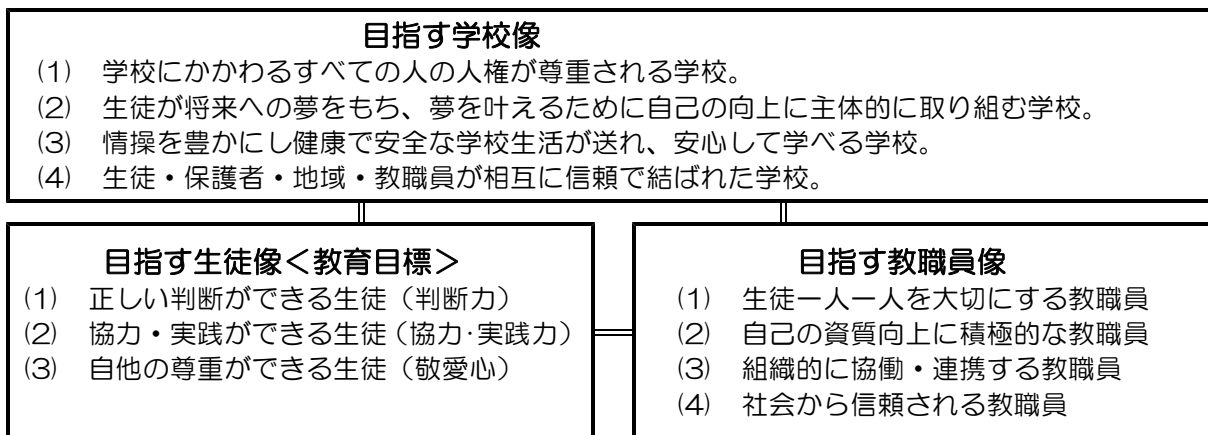 目指す学校像
(1) 学校にかかわるすべての人の人権が尊重される学校。
(2) 生徒が将来への夢をもち、夢を叶えるために自己の向上に主体的に取り組む学校。
(3) 情操を豊かにし健康で安全な学校生活が送れ、安心して学べる学校。
(4) 生徒・保護者・地域・教職員が相互に信頼で結ばれた学校。
目指す生徒像＜教育目標＞
(1) 正しい判断ができる生徒（判断力）
(2) 協力・実践ができる生徒（協力･実践力）
(3) 自他の尊重ができる生徒（敬愛心）
目指す教職員像
(1) 生徒一人一人を大切にする教職員
(2) 自己の資質向上に積極的な教職員
(3) 組織的に協働・連携する教職員
(4) 社会から信頼される教職員